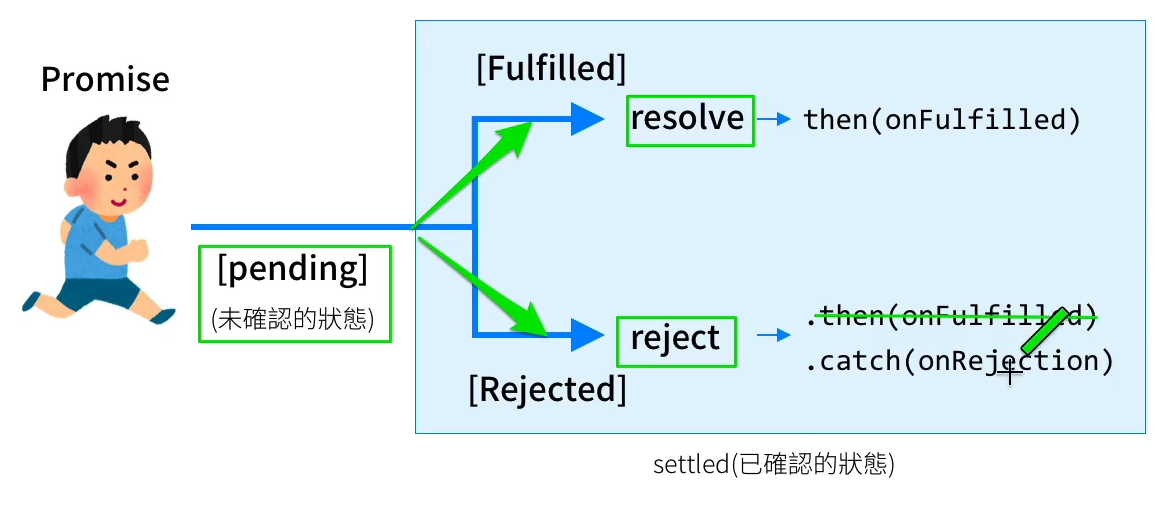 Promise
[pending]
(未確認的狀態)
[Fulfilled]
resolve
then(onFulfilled)
reject
[Rejected]
.then(onFulfilled)
.catch(onRejection)
settled(已確認的狀態)